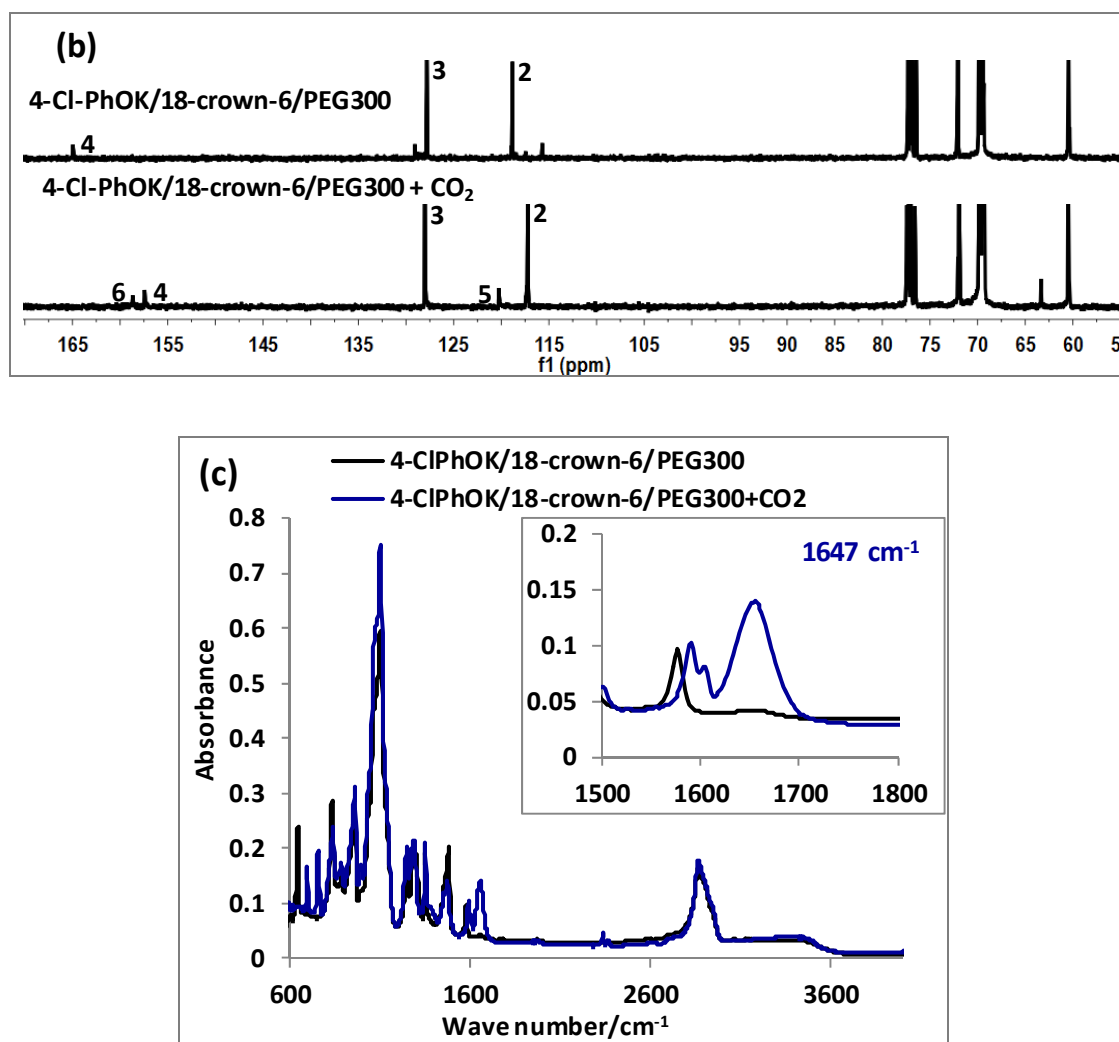 (b)
3
2
4-Cl-PhOK/18-crown-6/PEG300
4
4-Cl-PhOK/18-crown-6/PEG300 + CO₂
3
2
6
4
5
165 155 145 135 125 115 105 95 90 85 80 75 70 65 60 5
f1 (ppm)
(c)
4-ClPhOK/18-crown-6/PEG300
4-ClPhOK/18-crown-6/PEG300+CO2
0.8
0.7
0.6
0.5
0.4
0.3
0.2
0.1
0
Absorbance
600 1600 2600 3600
Wave number/cm⁻¹
0.2
0.15
0.1
0.05
0
1647 cm⁻¹
1500 1600 1700 1800